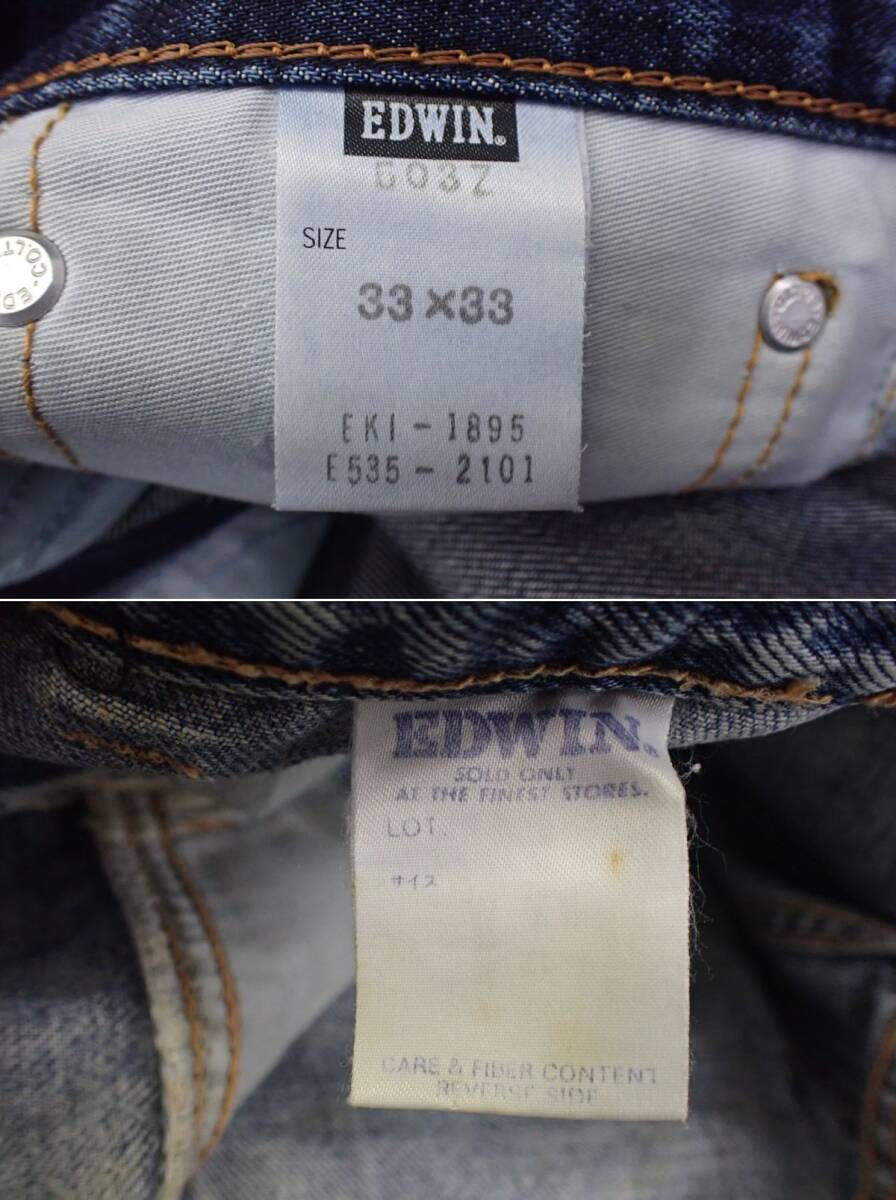 EDWIN®
503Z
SIZE
33×33
EKI-1895
E535-2101
EDWIN®
SOLD ONLY
AT THE FINEST STORES.
LOT.
サイズ
CARE & FIBER CONTENT
REVERSE SIDE